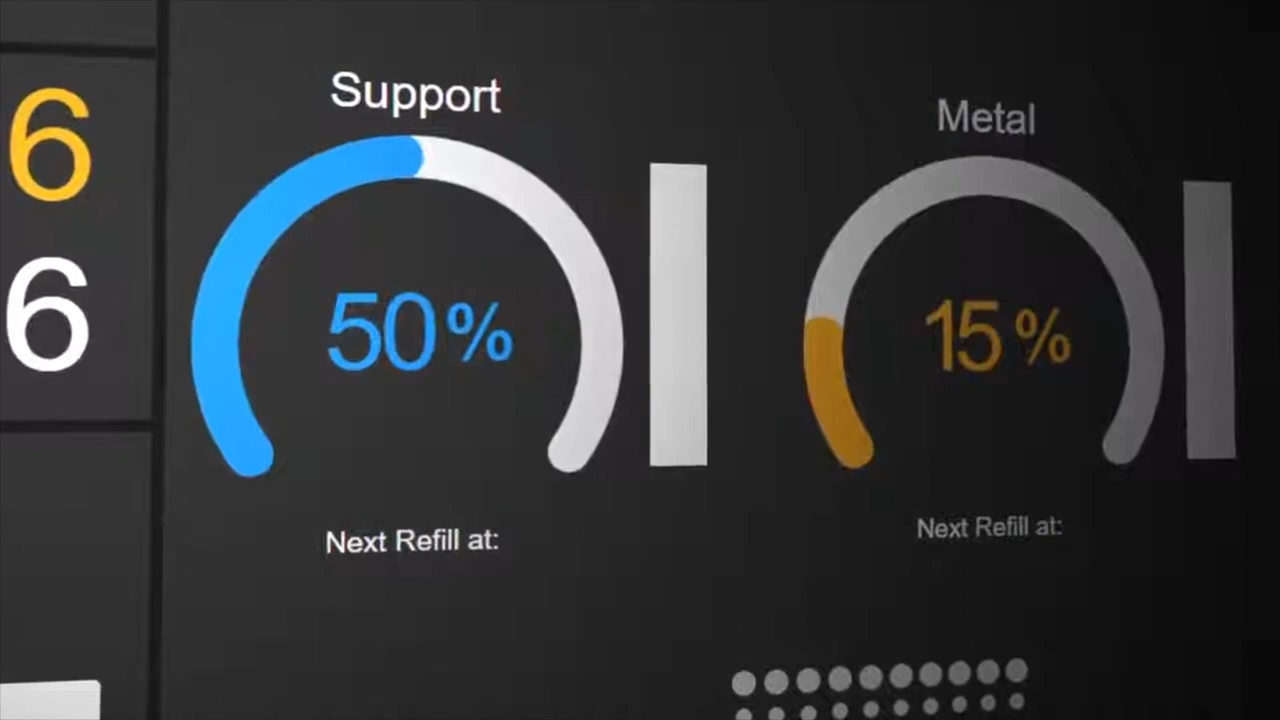 6
6
Support
50%
Next Refill at:
Metal
15%
Next Refill at: